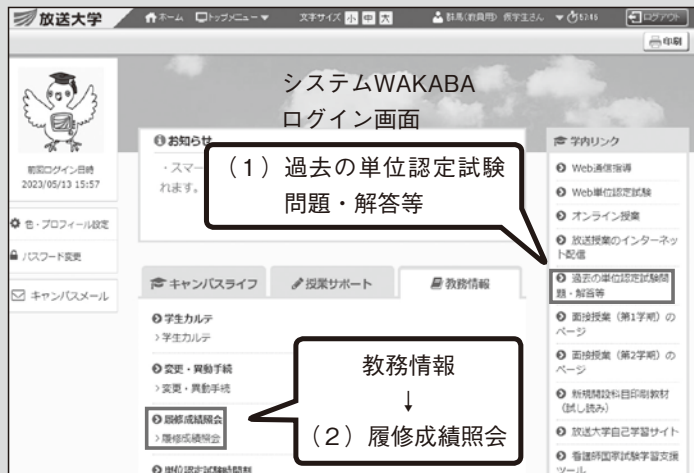 放送大学
ホーム トップメニュー▼ 文字サイズ 小 中 大
ログアウト
印刷
システムWAKABA
ログイン画面
前回ログイン日時
2023/05/13 15:57
色・プロフィール設定
パスワード変更
キャンパスメール
お知らせ
・スマー
れます。
(1)過去の単位認定試験
問題・解答等
キャンパスライフ 授業サポート 教務情報
学生カルテ
>学生カルテ
変更・異動手続
>変更・異動手続
履修成績照会
>履修成績照会
単位認定試験時間割
教務情報
↓
(2)履修成績照会
学内リンク
Web通信指導
Web単位認定試験
オンライン授業
放送授業のインターネッ
ト配信
過去の単位認定試験問
題・解答等
面接授業(第1学期)の
ページ
面接授業(第2学期)の
ページ
新規開設科目印刷教材
(試し読み)
放送大学自己学習サイト
看護師国家試験学習支援
ツール